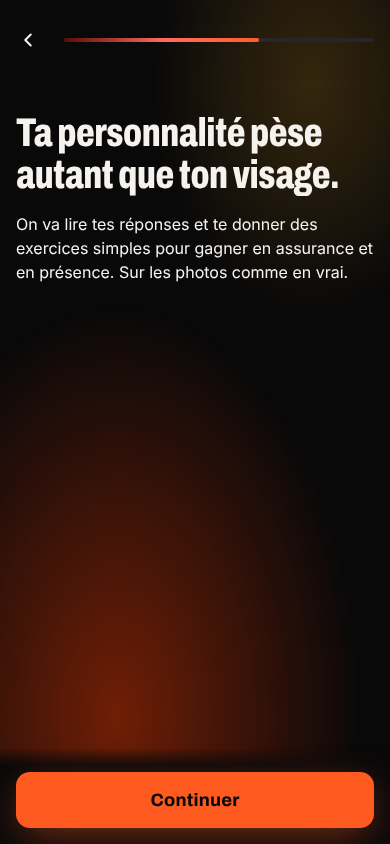 Ta personnalité pèse
autant que ton visage.
On va lire tes réponses et te donner des
exercices simples pour gagner en assurance et
en présence. Sur les photos comme en vrai.
Continuer